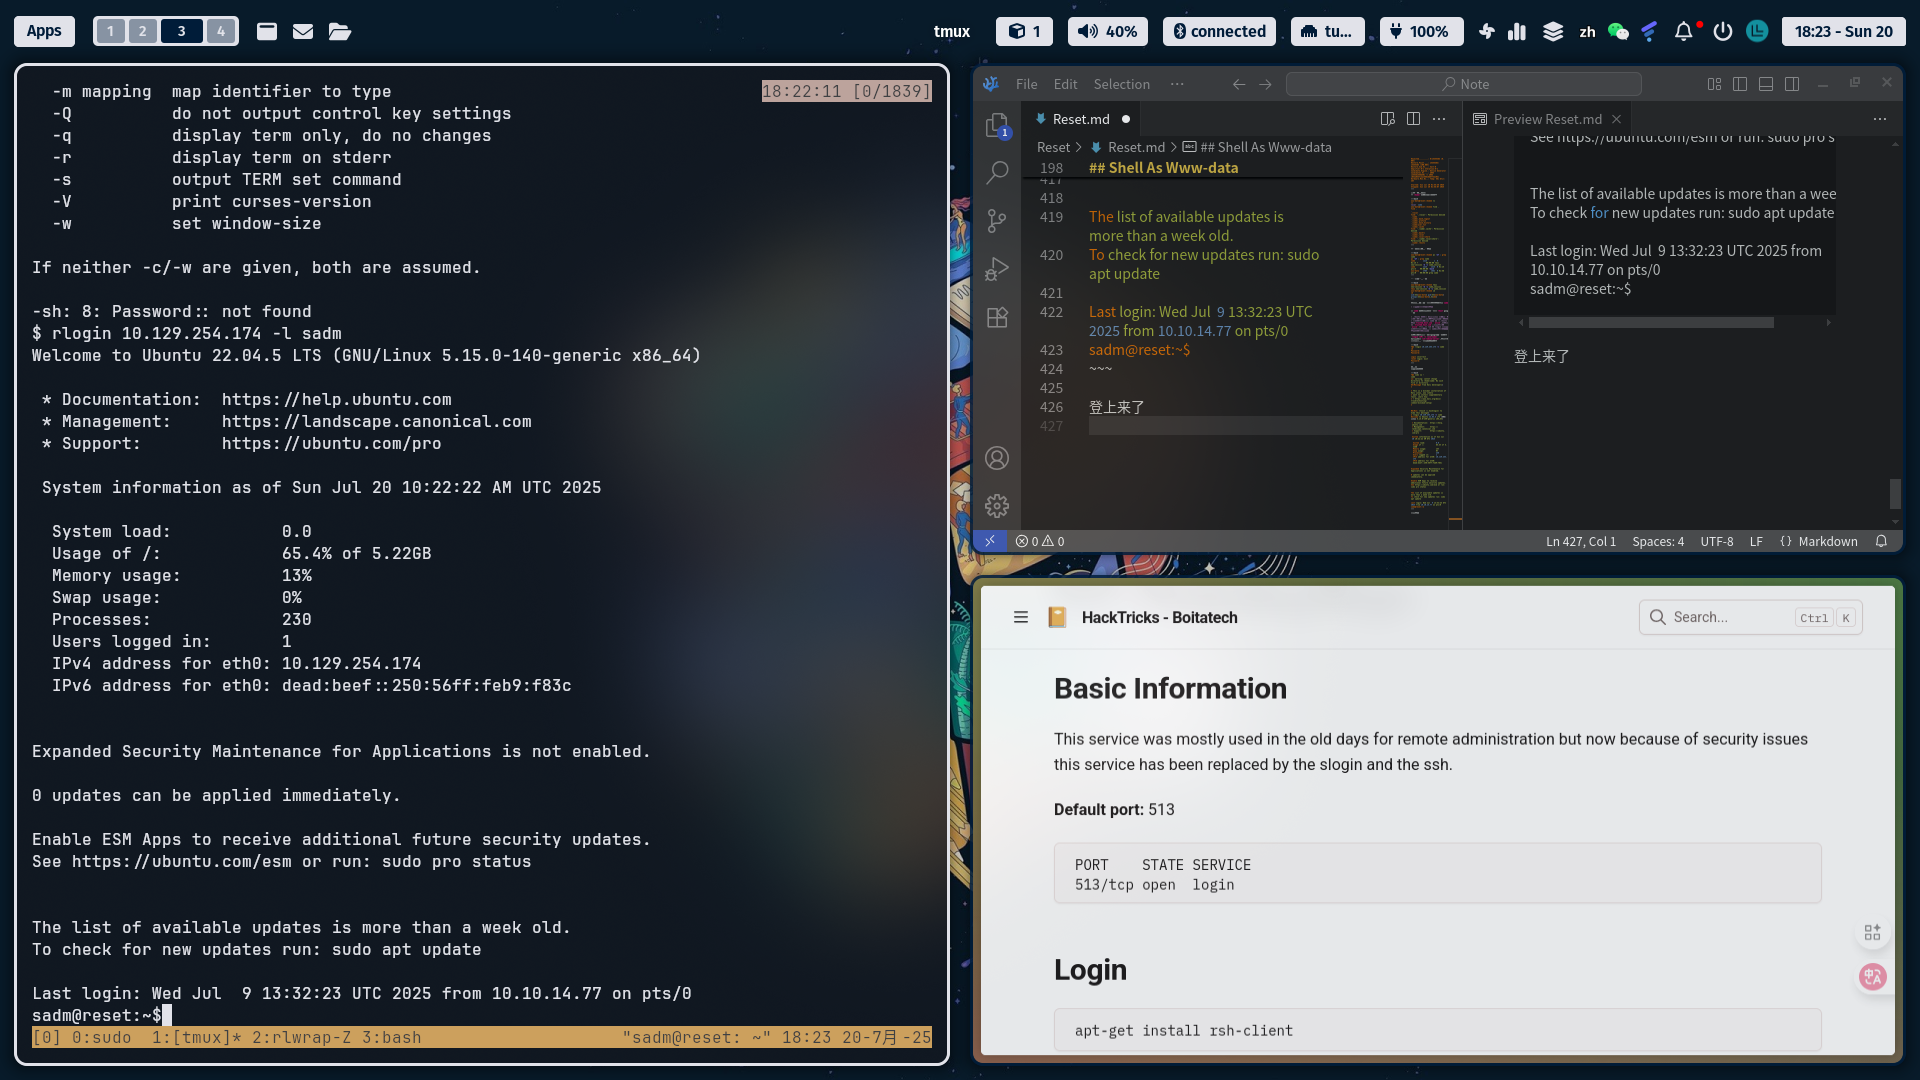 Apps
1 2 3 4
tmux
1
40%
connected
tu...
100%
zh
18:23 - Sun 20
-m mapping  map identifier to type
18:22:11 [0/1839]
-Q          do not output control key settings
-q          display term only, do no changes
-r          display term on stderr
-s          output TERM set command
-V          print curses-version
-w          set window-size
If neither -c/-w are given, both are assumed.
-sh: 8: Password:: not found
$ rlogin 10.129.254.174 -l sadm
Welcome to Ubuntu 22.04.5 LTS (GNU/Linux 5.15.0-140-generic x86_64)
* Documentation:  https://help.ubuntu.com
* Management:     https://landscape.canonical.com
* Support:        https://ubuntu.com/pro
System information as of Sun Jul 20 10:22:22 AM UTC 2025
System load:           0.0
Usage of /:            65.4% of 5.22GB
Memory usage:          13%
Swap usage:            0%
Processes:             230
Users logged in:       1
IPv4 address for eth0: 10.129.254.174
IPv6 address for eth0: dead:beef::250:56ff:feb9:f83c
Expanded Security Maintenance for Applications is not enabled.
0 updates can be applied immediately.
Enable ESM Apps to receive additional future security updates.
See https://ubuntu.com/esm or run: sudo pro status
The list of available updates is more than a week old.
To check for new updates run: sudo apt update
Last login: Wed Jul  9 13:32:23 UTC 2025 from 10.10.14.77 on pts/0
sadm@reset:~$
[0] 0:sudo  1:[tmux]* 2:rlwrap-Z 3:bash
"sadm@reset: ~" 18:23 20-7月-25
File Edit Selection ···
Note
Reset.md
Reset > Reset.md > ## Shell As Www-data
198 ## Shell As Www-data
417
418
419 The list of available updates is
more than a week old.
420 To check for new updates run: sudo
apt update
421
422 Last login: Wed Jul  9 13:32:23 UTC
2025 from 10.10.14.77 on pts/0
423 sadm@reset:~$
424 ~~~
425
426 登上来了
427
1
Preview Reset.md
See https://ubuntu.com/esm or run: sudo pro s
The list of available updates is more than a wee
To check for new updates run: sudo apt update
Last login: Wed Jul  9 13:32:23 UTC 2025 from
10.10.14.77 on pts/0
sadm@reset:~$
登上来了
0 0
Ln 427, Col 1 Spaces: 4 UTF-8 LF {} Markdown
HackTricks - Boitatech
Search... Ctrl K
Basic Information
This service was mostly used in the old days for remote administration but now because of security issues
this service has been replaced by the slogin and the ssh.
Default port: 513
PORT    STATE SERVICE
513/tcp open  login
Login
apt-get install rsh-client